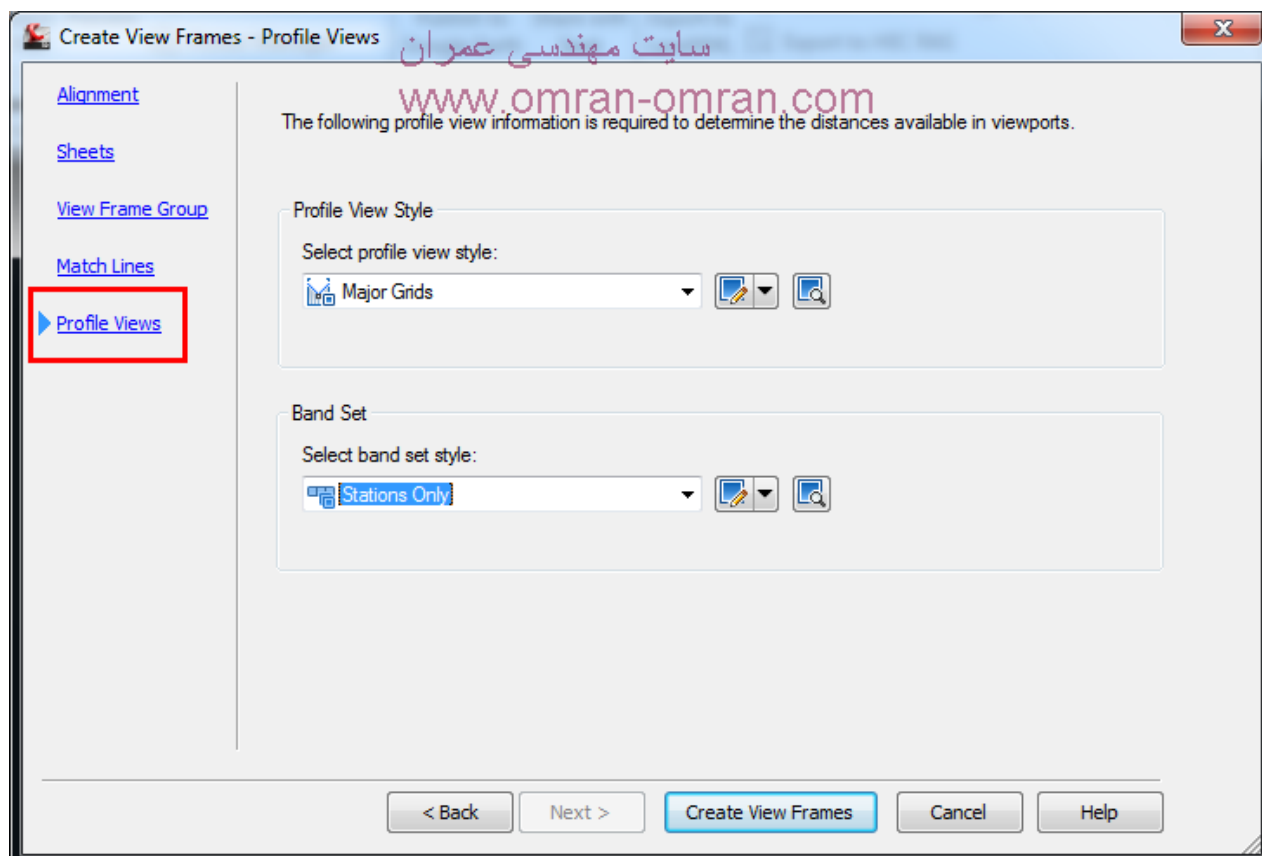 Create View Frames - Profile Views
سایت مهندسی عمران
www.omran-omran.com
Alignment
Sheets
View Frame Group
Match Lines
Profile Views
The following profile view information is required to determine the distances available in viewports.
Profile View Style
Select profile view style:
Major Grids
Band Set
Select band set style:
Stations Only
< Back
Next >
Create View Frames
Cancel
Help